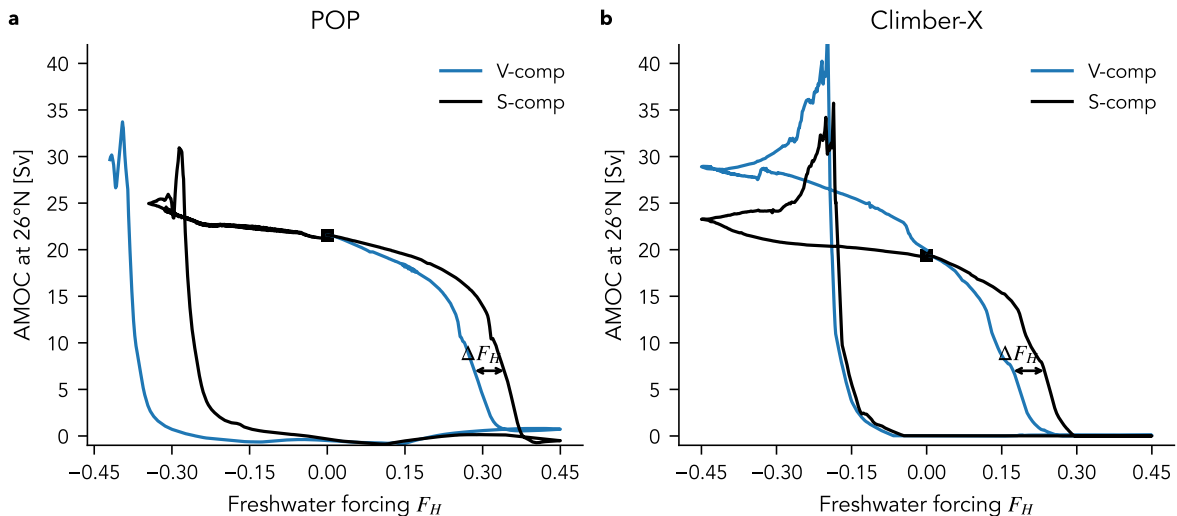 a
POP
AMOC at 26°N [Sv]
40
35
30
25
20
15
10
5
0
V-comp
S-comp
ΔF_H
−0.45
−0.30
−0.15
0.00
0.15
0.30
0.45
Freshwater forcing F_H
b
Climber-X
AMOC at 26°N [Sv]
40
35
30
25
20
15
10
5
0
V-comp
S-comp
ΔF_H
−0.45
−0.30
−0.15
0.00
0.15
0.30
0.45
Freshwater forcing F_H